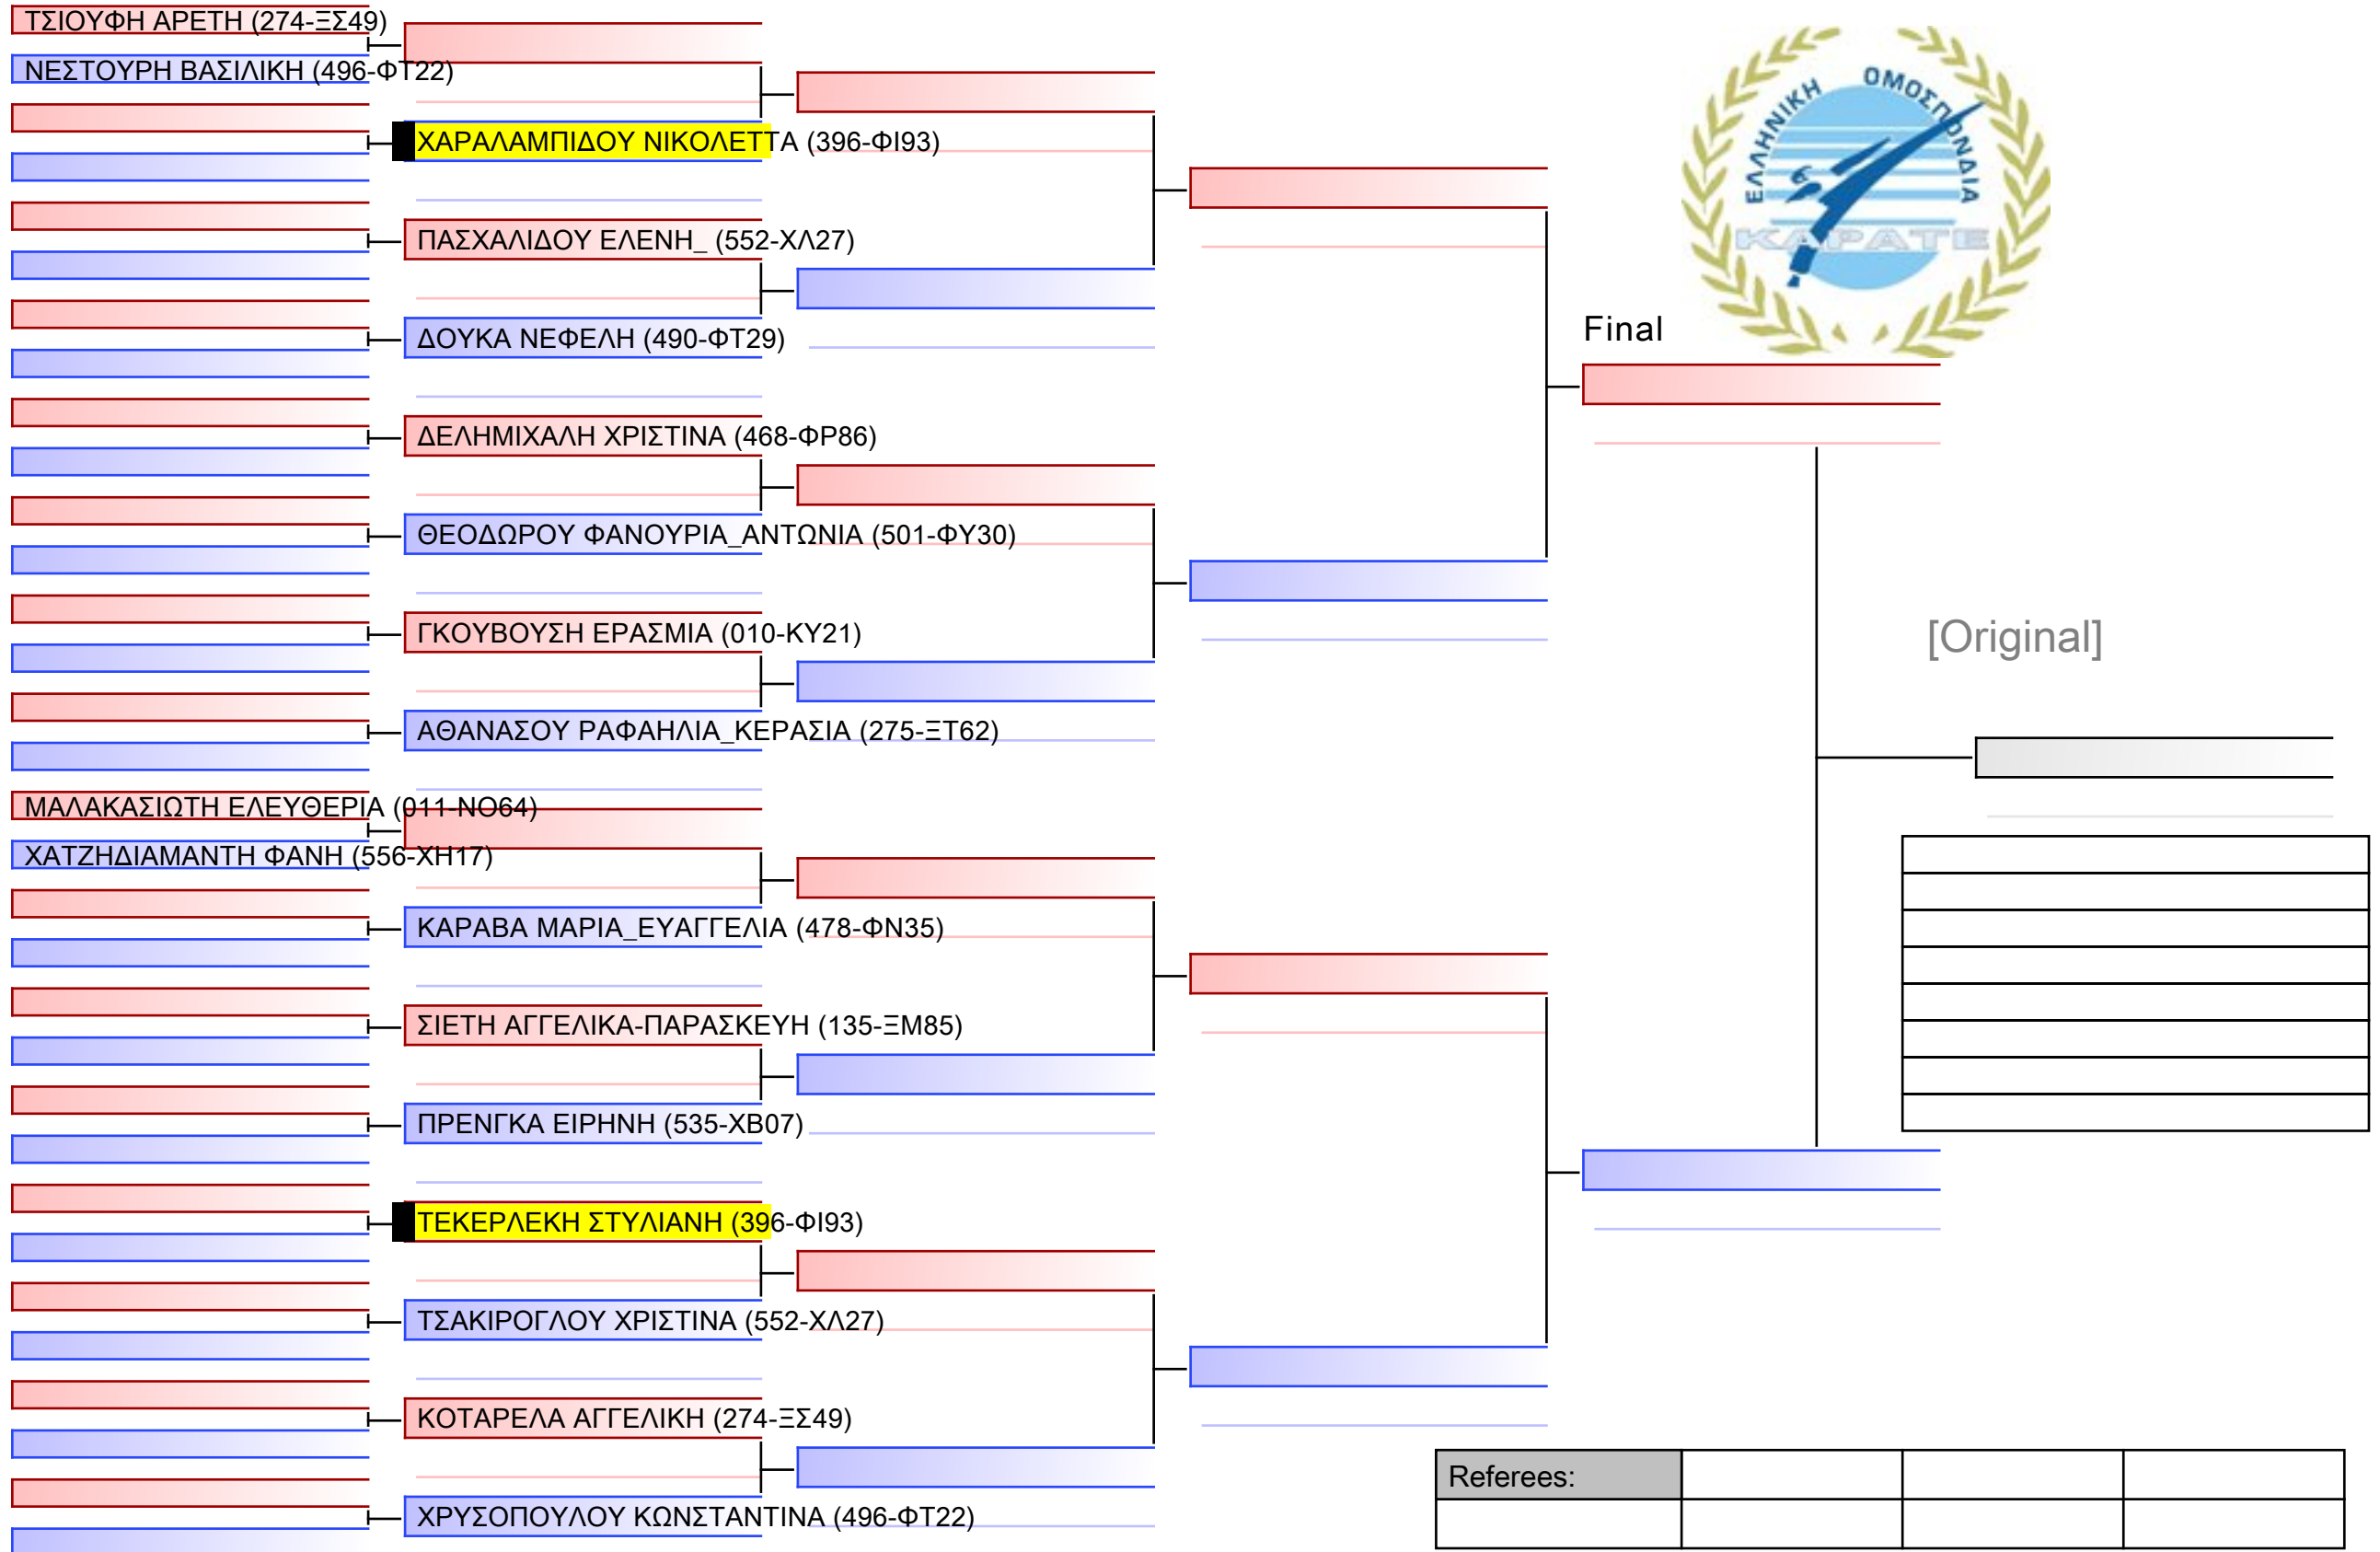 ΤΣΙΟΥΦΗ ΑΡΕΤΗ (274-ΞΣ49)
ΝΕΣΤΟΥΡΗ ΒΑΣΙΛΙΚΗ (496-ΦΤ22)
ΧΑΡΑΛΑΜΠΙΔΟΥ ΝΙΚΟΛΕΤΤΑ (396-ΦΙ93)
ΠΑΣΧΑΛΙΔΟΥ ΕΛΕΝΗ_ (552-ΧΛ27)
ΔΟΥΚΑ ΝΕΦΕΛΗ (490-ΦΤ29)
ΔΕΛΗΜΙΧΑΛΗ ΧΡΙΣΤΙΝΑ (468-ΦΡ86)
ΘΕΟΔΩΡΟΥ ΦΑΝΟΥΡΙΑ_ΑΝΤΩΝΙΑ (501-ΦΥ30)
ΓΚΟΥΒΟΥΣΗ ΕΡΑΣΜΙΑ (010-ΚΥ21)
ΑΘΑΝΑΣΟΥ ΡΑΦΑΗΛΙΑ_ΚΕΡΑΣΙΑ (275-ΞΤ62)
ΜΑΛΑΚΑΣΙΩΤΗ ΕΛΕΥΘΕΡΙΑ (011-ΝΟ64)
ΧΑΤΖΗΔΙΑΜΑΝΤΗ ΦΑΝΗ (556-ΧΗ17)
ΚΑΡΑΒΑ ΜΑΡΙΑ_ΕΥΑΓΓΕΛΙΑ (478-ΦΝ35)
ΣΙΕΤΗ ΑΓΓΕΛΙΚΑ-ΠΑΡΑΣΚΕΥΗ (135-ΞΜ85)
ΠΡΕΝΓΚΑ ΕΙΡΗΝΗ (535-ΧΒ07)
ΤΕΚΕΡΛΕΚΗ ΣΤΥΛΙΑΝΗ (396-ΦΙ93)
ΤΣΑΚΙΡΟΓΛΟΥ ΧΡΙΣΤΙΝΑ (552-ΧΛ27)
ΚΟΤΑΡΕΛΑ ΑΓΓΕΛΙΚΗ (274-ΞΣ49)
ΧΡΥΣΟΠΟΥΛΟΥ ΚΩΝΣΤΑΝΤΙΝΑ (496-ΦΤ22)
ΕΛΛΗΝΙΚΗ ΟΜΟΣΠΟΝΔΙΑ
ΚΑΡΑΤΕ
Final
[Original]
Referees: